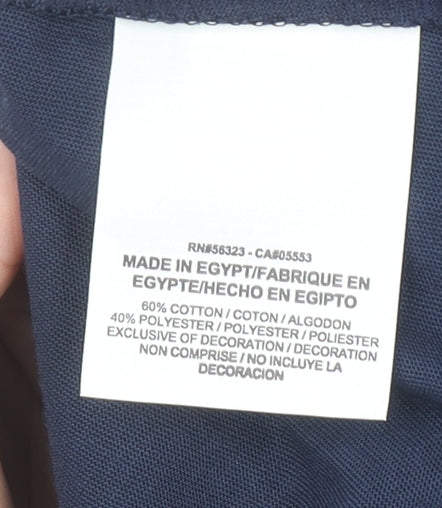 RN#56323 - CA#05553
MADE IN EGYPT/FABRIQUE EN
EGYPTE/HECHO EN EGIPTO
60% COTTON / COTON / ALGODON
40% POLYESTER / POLYESTER / POLIESTER
EXCLUSIVE OF DECORATION / DECORATION
NON COMPRISE / NO INCLUYE LA
DECORACION